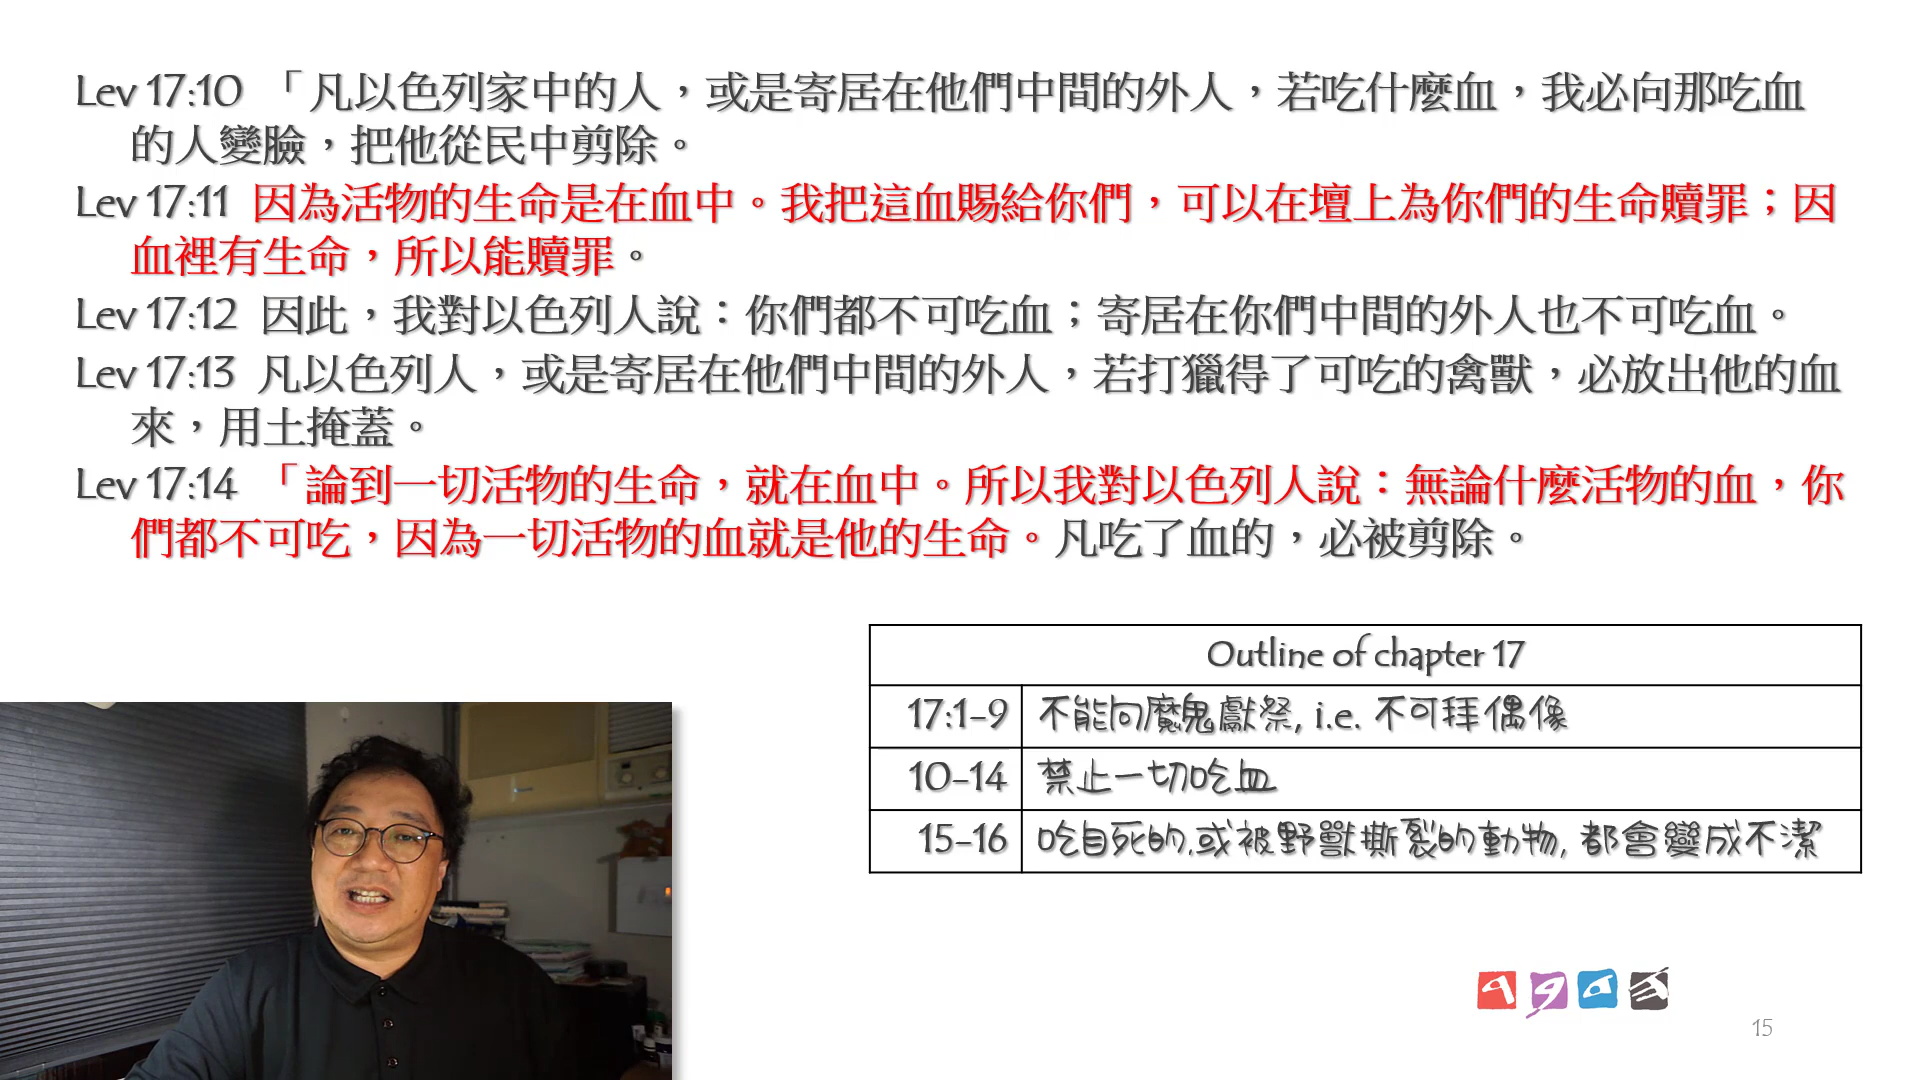 Lev 17:10 「凡以色列家中的人，或是寄居在他們中間的外人，若吃什麼血，我必向那吃血
的人變臉，把他從民中剪除。
Lev 17:11 因為活物的生命是在血中。我把這血賜給你們，可以在壇上為你們的生命贖罪；因
血裡有生命，所以能贖罪。
Lev 17:12 因此，我對以色列人說：你們都不可吃血；寄居在你們中間的外人也不可吃血。
Lev 17:13 凡以色列人，或是寄居在他們中間的外人，若打獵得了可吃的禽獸，必放出他的血
來，用土掩蓋。
Lev 17:14 「論到一切活物的生命，就在血中。所以我對以色列人說：無論什麼活物的血，你
們都不可吃，因為一切活物的血就是他的生命。凡吃了血的，必被剪除。
Outline of chapter 17
17:1-9 不能向魔鬼獻祭, i.e. 不可拜偶像
10-14 禁止一切吃血
15-16 吃自死的,或被野獸撕裂的動物, 都會變成不潔
15